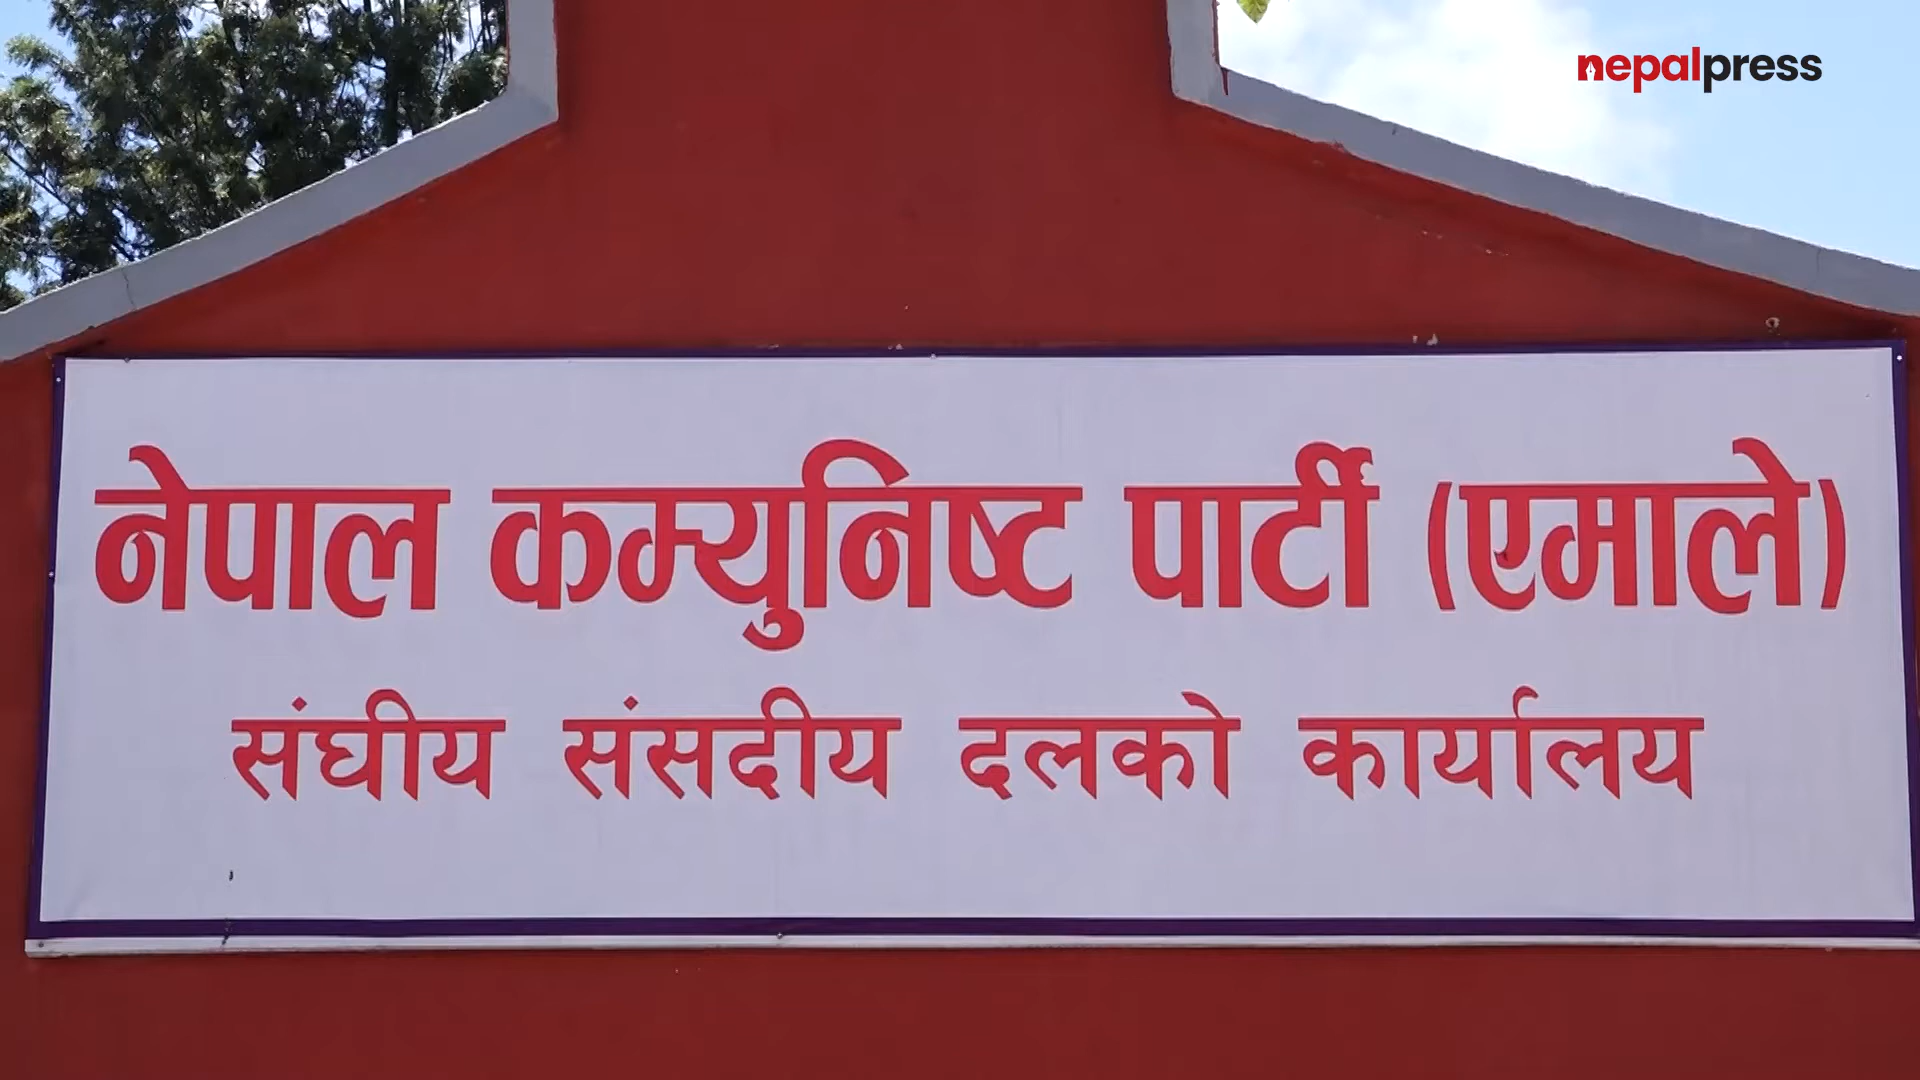 nepalpress
नेपाल कम्युनिष्ट पार्टी (एमाले)
संघीय संसदीय दलको कार्यालय